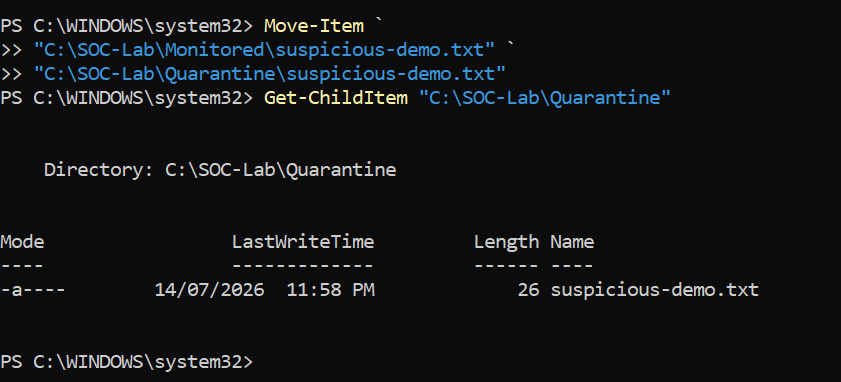 PS C:\WINDOWS\system32> Move-Item `
>> "C:\SOC-Lab\Monitored\suspicious-demo.txt" `
>> "C:\SOC-Lab\Quarantine\suspicious-demo.txt"
PS C:\WINDOWS\system32> Get-ChildItem "C:\SOC-Lab\Quarantine"
Directory: C:\SOC-Lab\Quarantine
Mode                 LastWriteTime         Length Name
----                 -------------         ------ ----
-a----        14/07/2026  11:58 PM             26 suspicious-demo.txt
PS C:\WINDOWS\system32>